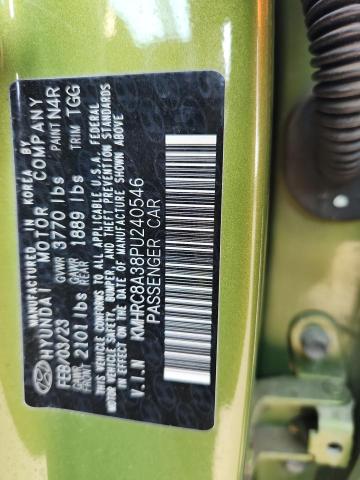 MANUFACTURED IN KOREA BY
HYUNDAI MOTOR COMPANY
FEB/03/23 GVWR 3770 lbs PAINT N4R
GAWR FRONT 2101 lbs GAWR REAR 1889 lbs TRIM TGG
THIS VEHICLE CONFORMS TO ALL APPLICABLE U.S.A. FEDERAL
MOTOR VEHICLE SAFETY, BUMPER, AND THEFT PREVENTION STANDARDS
IN EFFECT ON THE DATE OF MANUFACTURE SHOWN ABOVE.
V.I.N KMHRC8A38PU240546
PASSENGER CAR